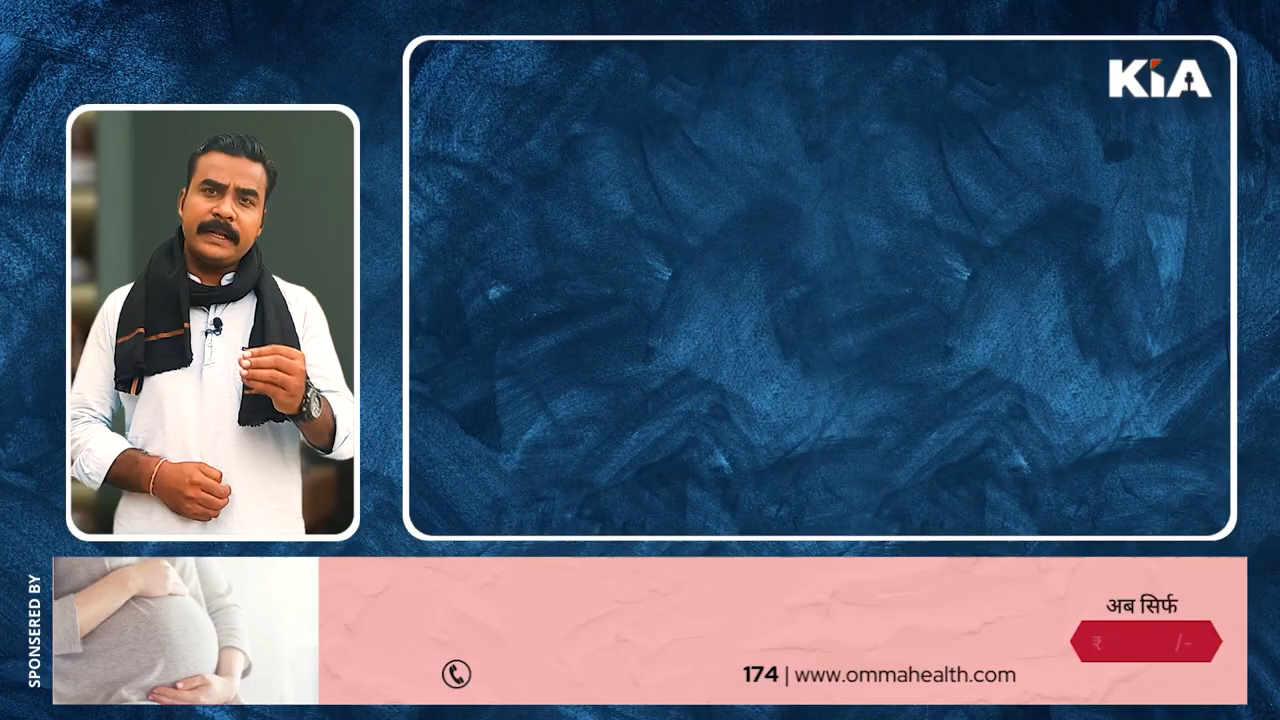 KiA
SPONSERED BY
अब सिर्फ
₹ /-
174 | www.ommahealth.com